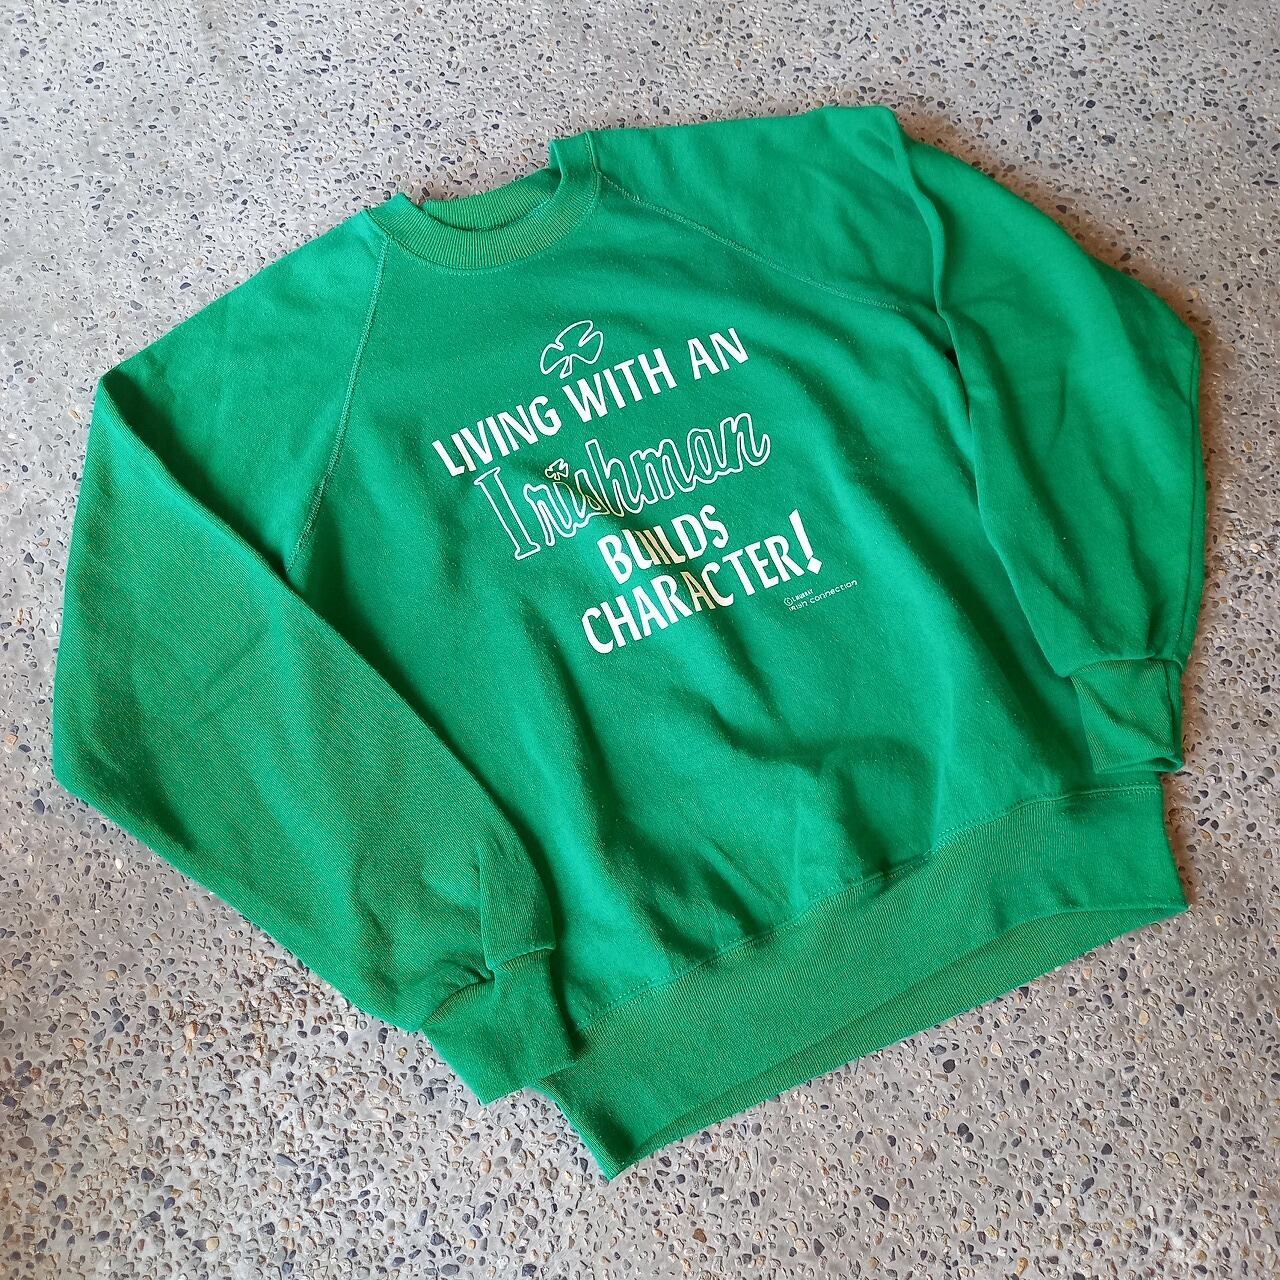 LIVING WITH AN
Irishman
BUILDS
CHARACTER!
©
irish connection